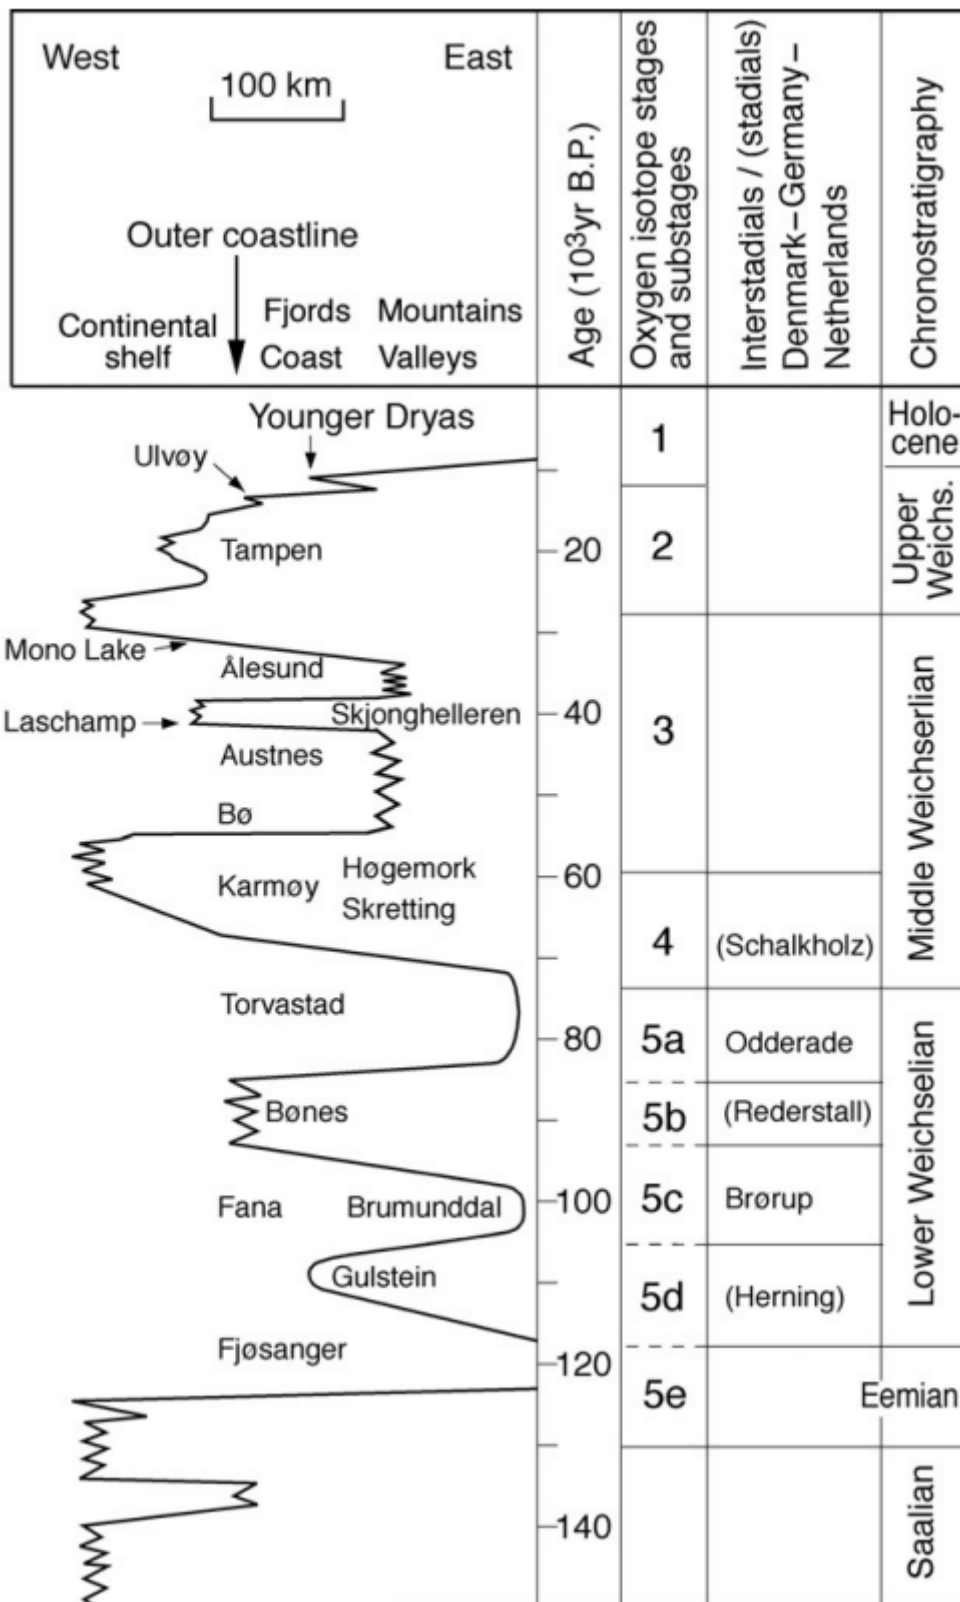 West
East
100 km
Outer coastline
Continental
shelf
Fjords
Coast
Mountains
Valleys
Age (10³yr B.P.)
Oxygen isotope stages
and substages
Interstadials / (stadials)
Denmark–Germany–
Netherlands
Chronostratigraphy
Younger Dryas
Ulvøy
Tampen
Mono Lake
Ålesund
Skjonghelleren
Laschamp
Austnes
Bø
Karmøy
Høgemork
Skretting
Torvastad
Bønes
Fana
Brumunddal
Gulstein
Fjøsanger
20
40
60
80
100
120
140
1
2
3
4
5a
5b
5c
5d
5e
(Schalkholz)
Odderade
(Rederstall)
Brørup
(Herning)
Holo-
cene
Upper
Weichs.
Middle Weichserlian
Lower Weichselian
Eemian
Saalian